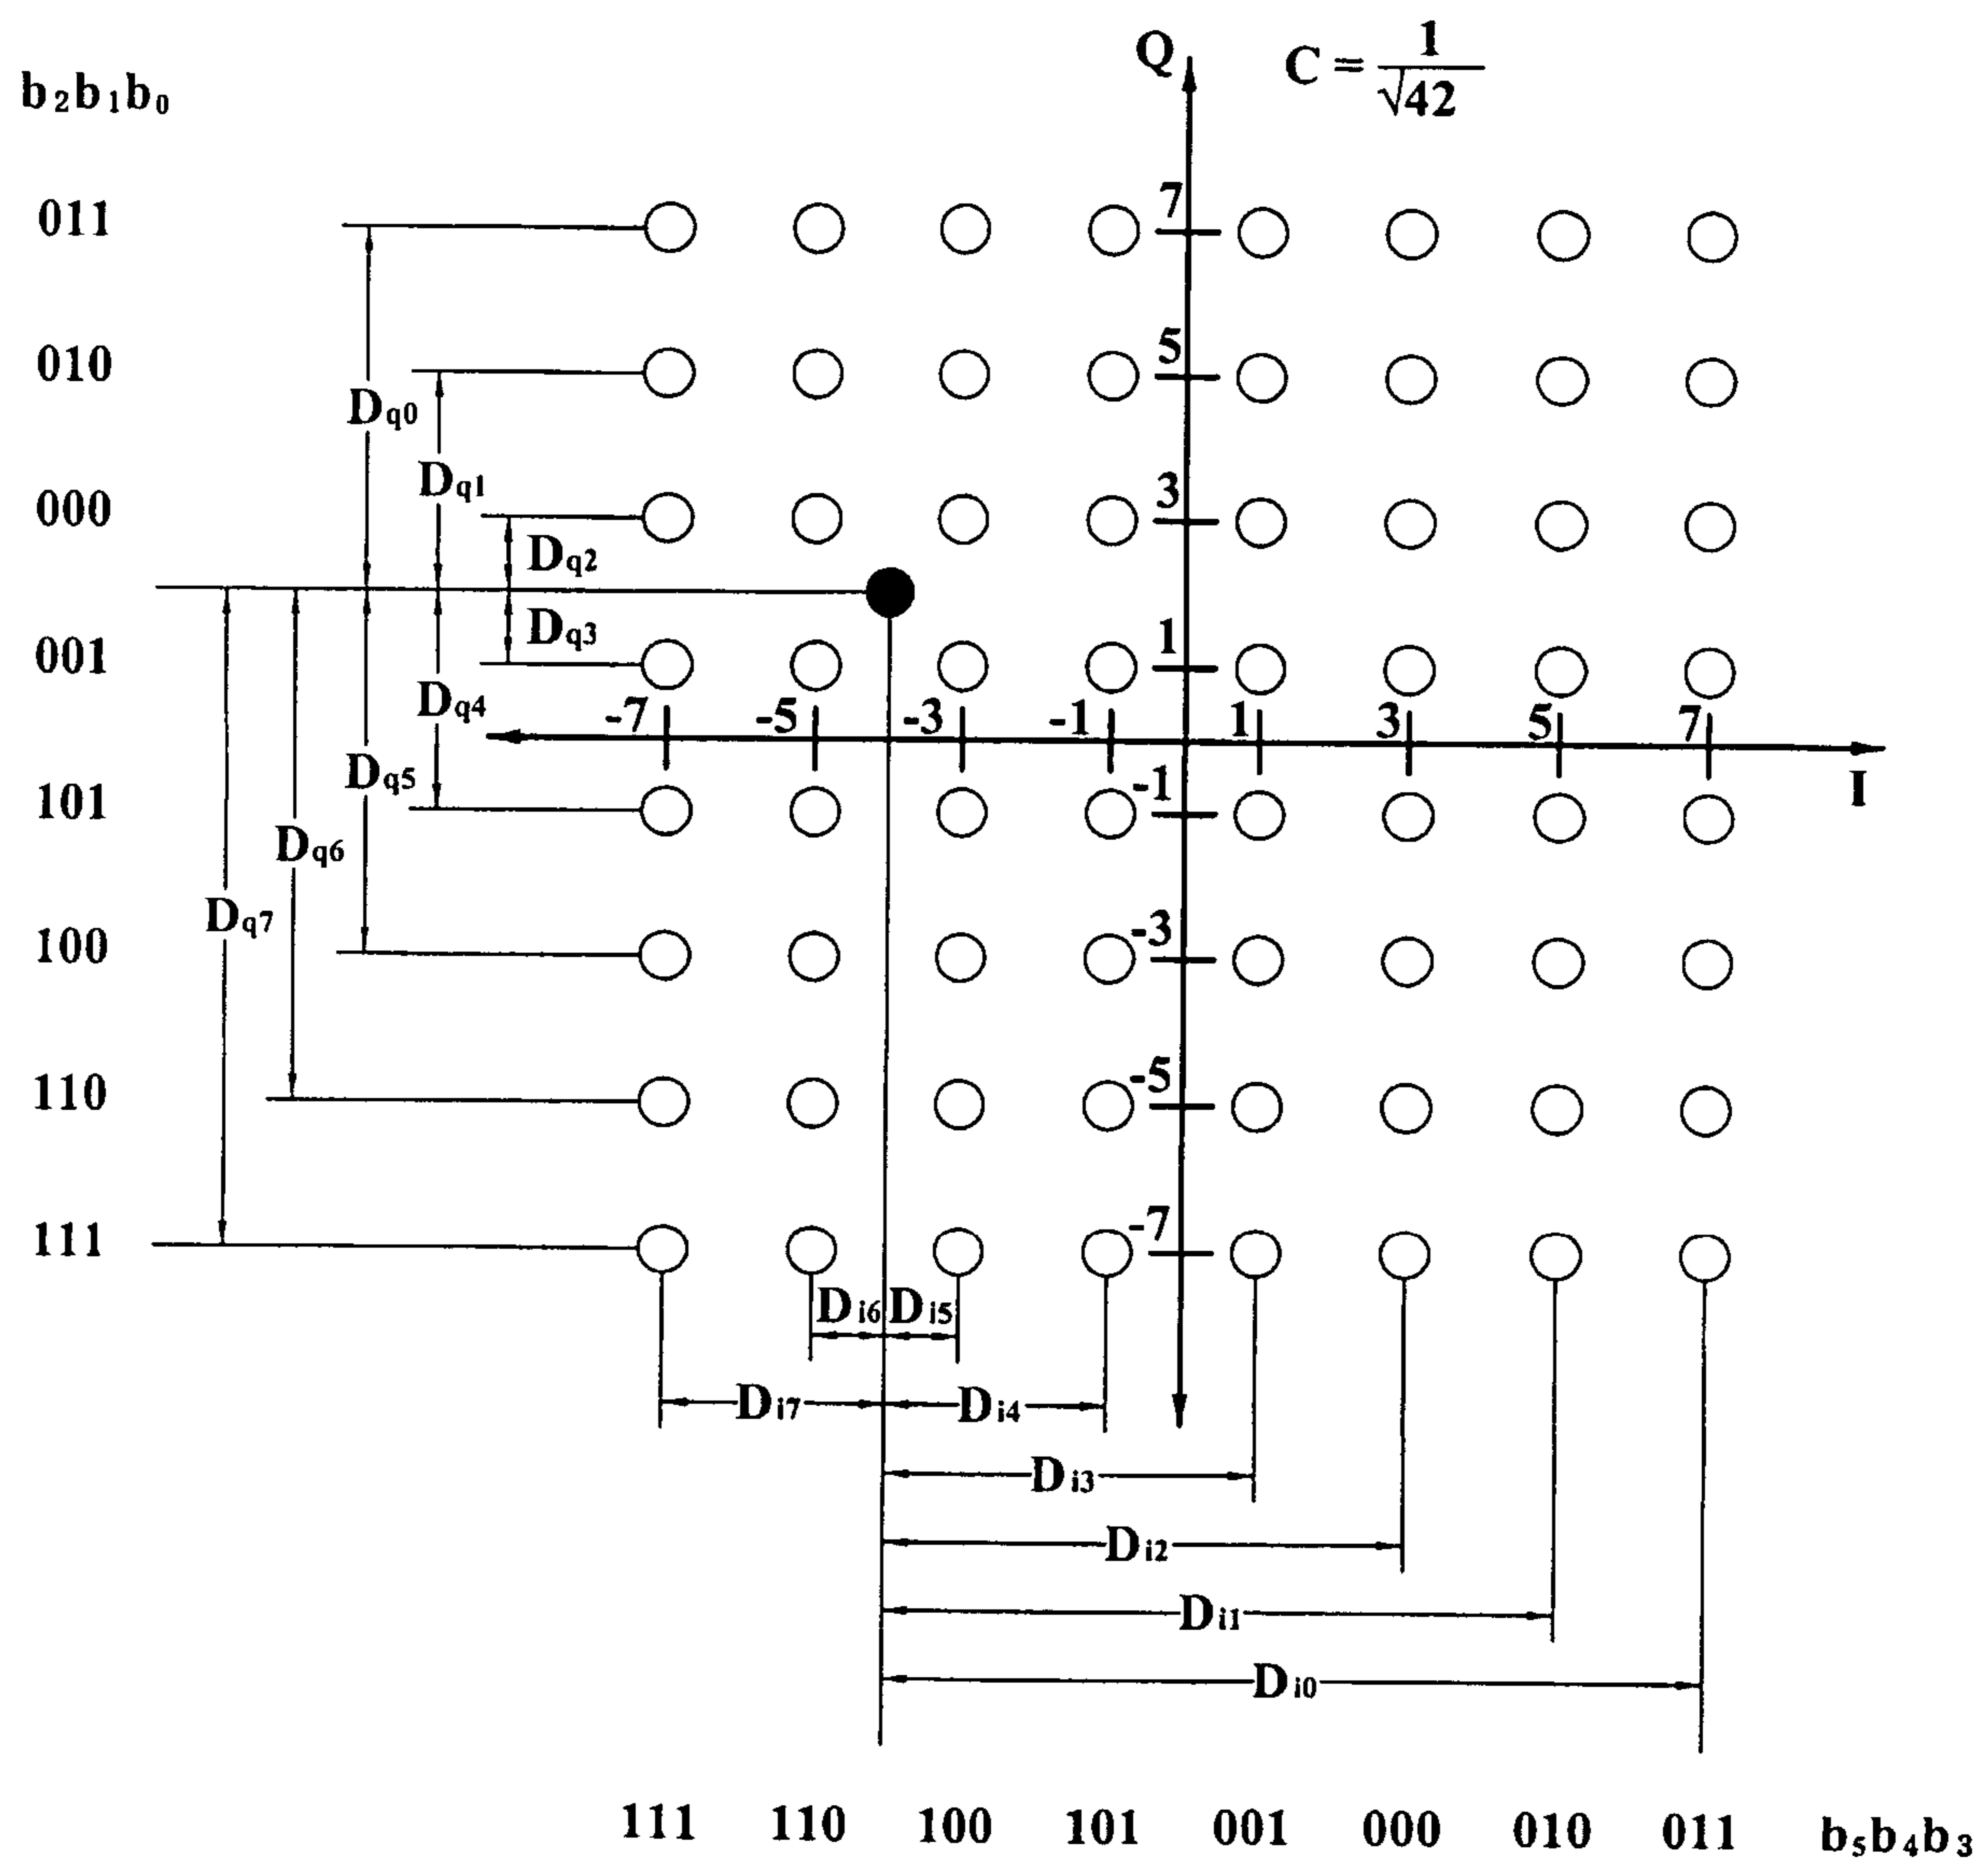 Q
C = 1/√42
b2b1b0
011
7
010
5
Dq0
Dq1
000
3
Dq2
Dq3
001
1
Dq4
-7 -5 -3 -1 1 3 5 7
Dq5
101
-1
I
Dq6
Dq7
100
-3
110
-5
111
-7
Di6 Di5
Di7 Di4
Di3
Di2
Di1
Di0
111 110 100 101 001 000 010 011 b5b4b3